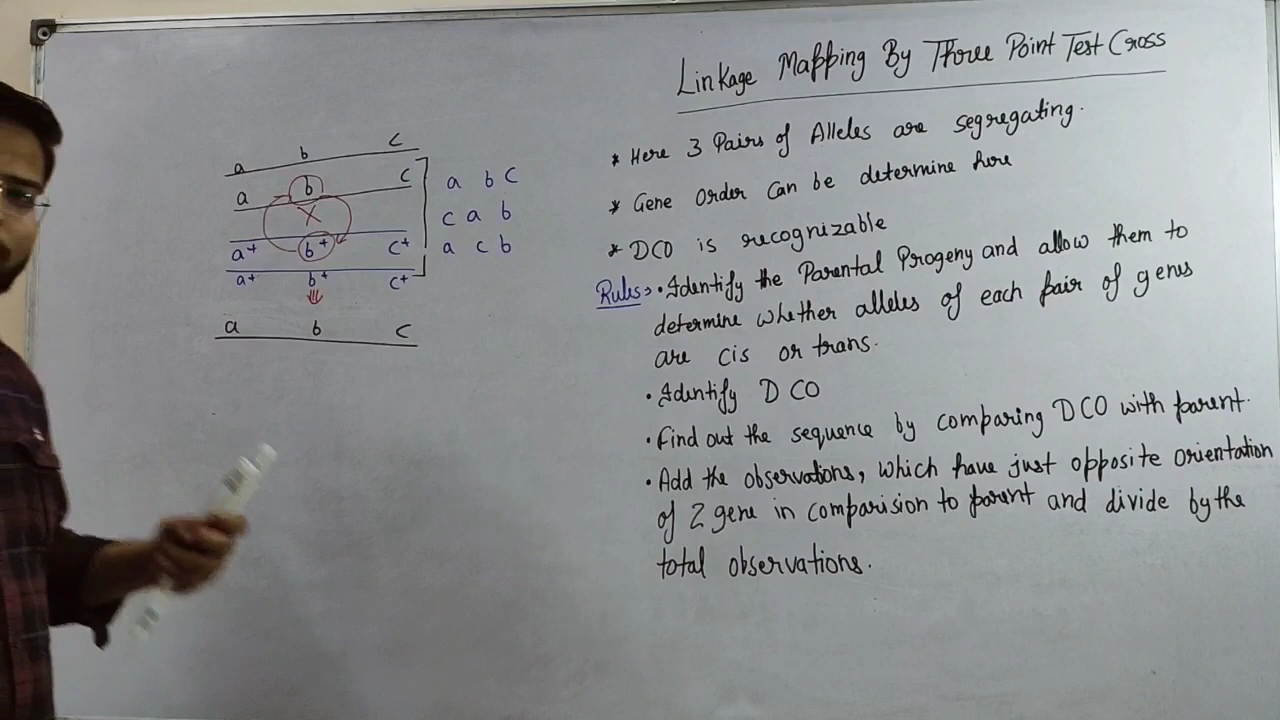 Linkage Mapping By Three Point Test Cross
* Here 3 Pairs of Alleles are segregating.
* Gene Order Can be determine here
* DCO is recognizable
Rules:- • Identify the Parental Progeny and allow them to
determine whether alleles of each pair of genes
are cis or trans.
• Identify DCO
• Find out the sequence by comparing DCO with parent.
• Add the observations, which have just opposite orientation
of 2 gene in comparision to parent and divide by the
total observations.
a b c
a b c
a+ b+ c+
a+ b+ c+
a b c
a b c
c a b
a c b